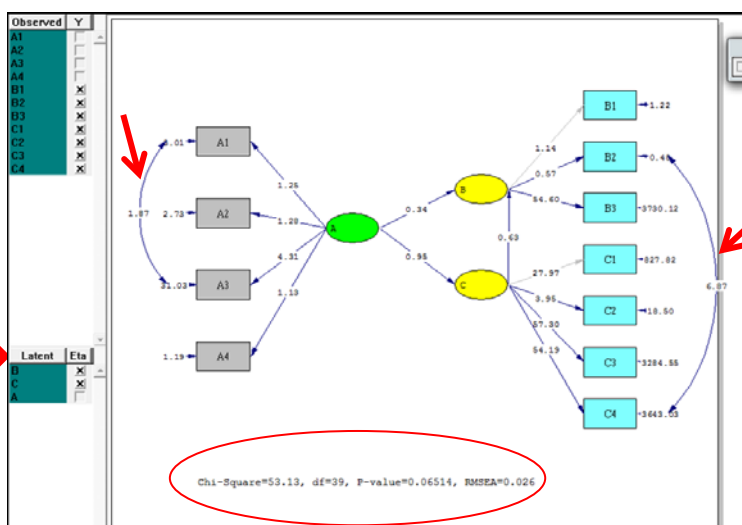 Observed Y
A1
A2
A3
A4
B1
B2
B3
C1
C2
C3
C4
Latent Eta
B
C
A
A1
1.25
A2
2.73
1.28
1.87
A3
31.03
4.31
A4
1.19
1.13
A
0.34
0.95
B
C
0.63
B1
1.14
1.22
B2
0.57
B3
54.60
3730.12
C1
27.97
827.82
C2
3.95
18.50
C3
57.30
3284.55
C4
54.19
3643.03
6.87
Chi-Square=53.13, df=39, P-value=0.06514, RMSEA=0.026